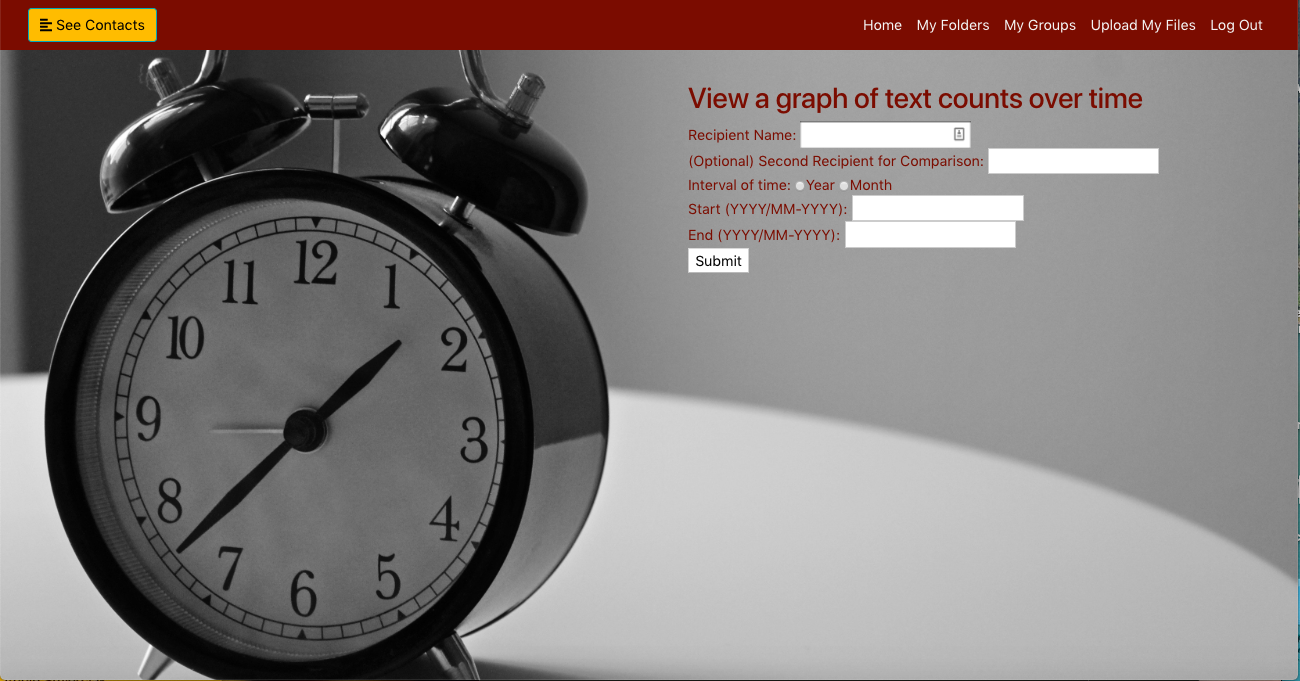 See Contacts
Home My Folders My Groups Upload My Files Log Out
View a graph of text counts over time
Recipient Name:
(Optional) Second Recipient for Comparison:
Interval of time: Year Month
Start (YYYY/MM-YYYY):
End (YYYY/MM-YYYY):
Submit
12
11 1
10 2
9 3
8 4
7 5
6